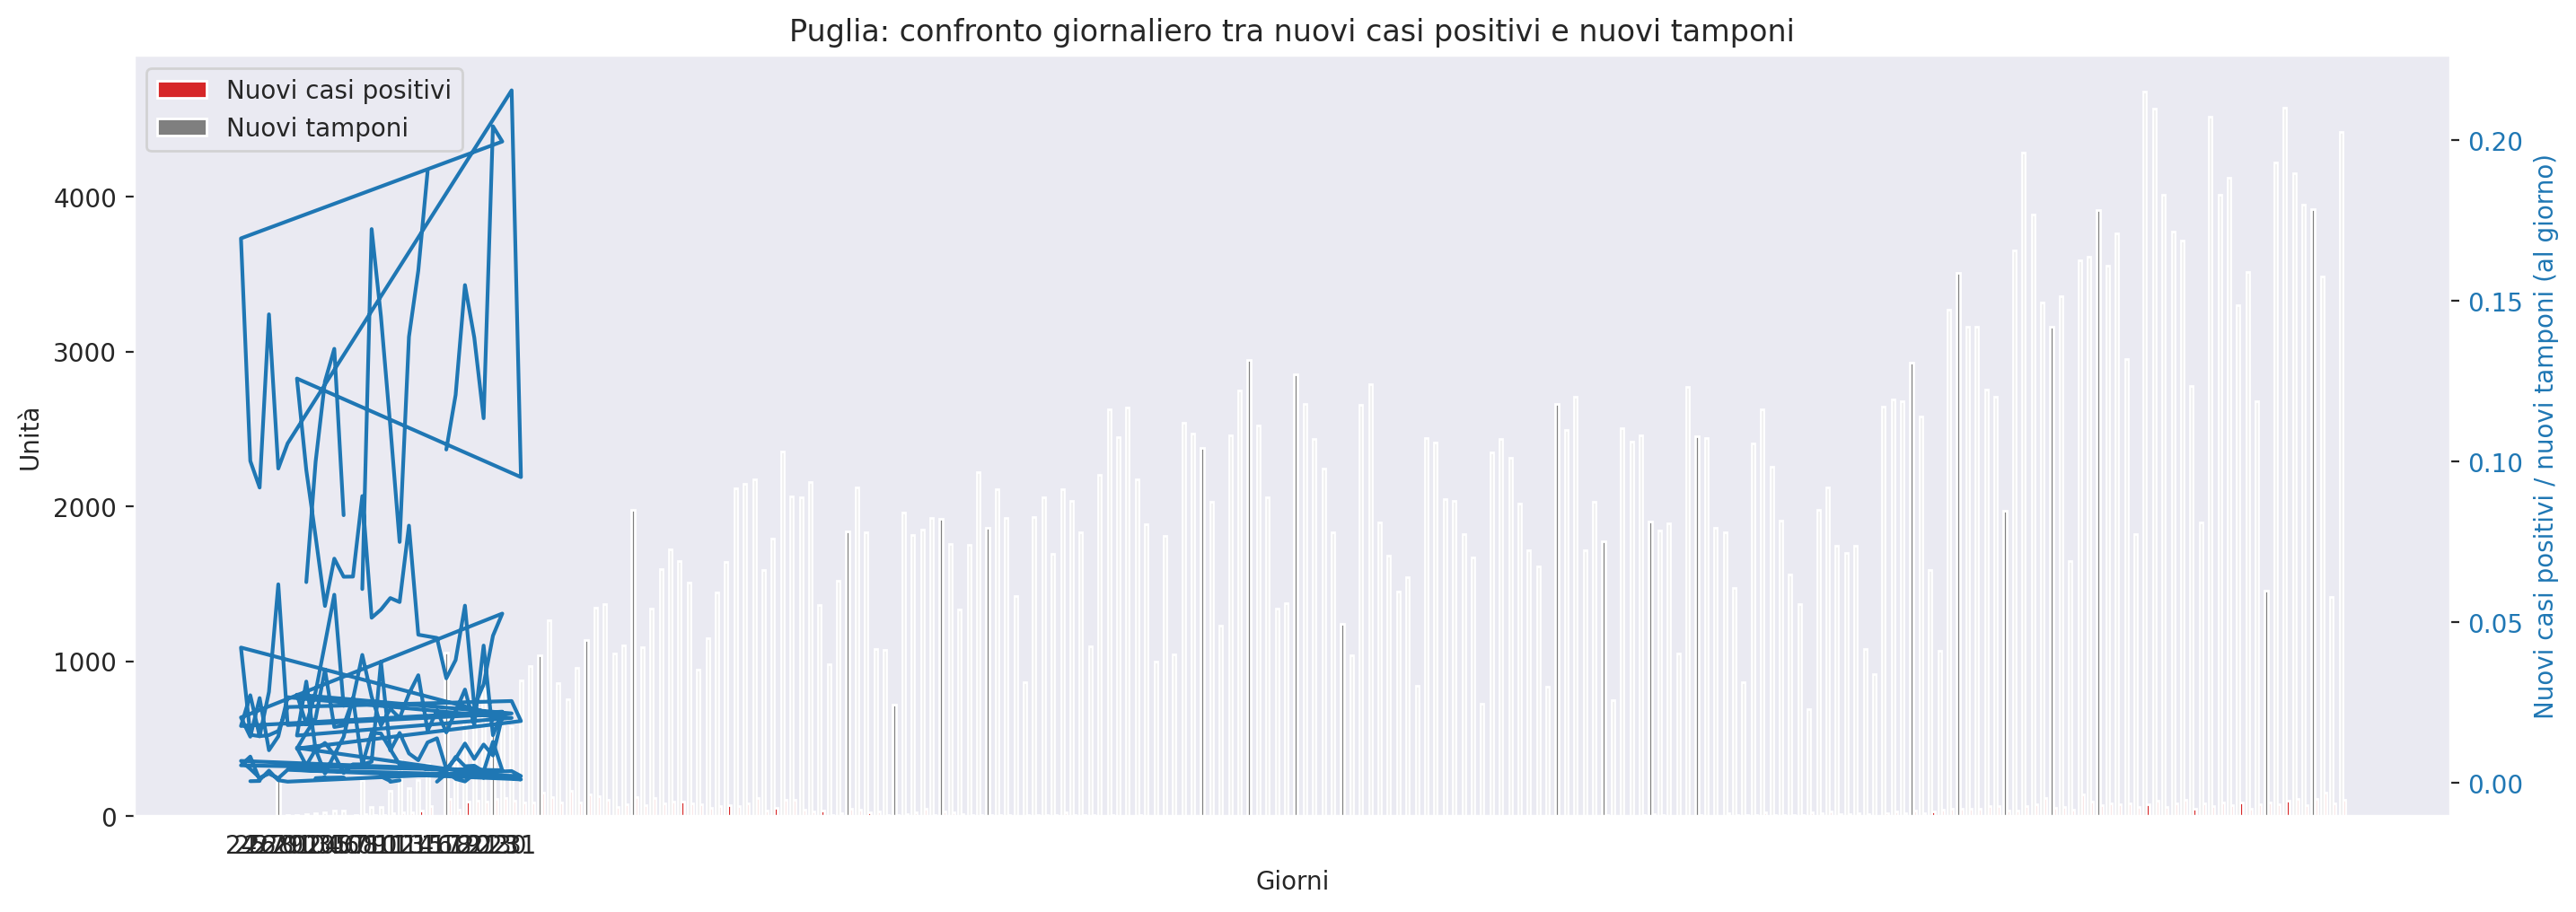 Puglia: confronto giornaliero tra nuovi casi positivi e nuovi tamponi
Nuovi casi positivi
Nuovi tamponi
Unità
4000
3000
2000
1000
0
0.20
0.15
0.10
0.05
0.00
Nuovi casi positivi / nuovi tamponi (al giorno)
Giorni